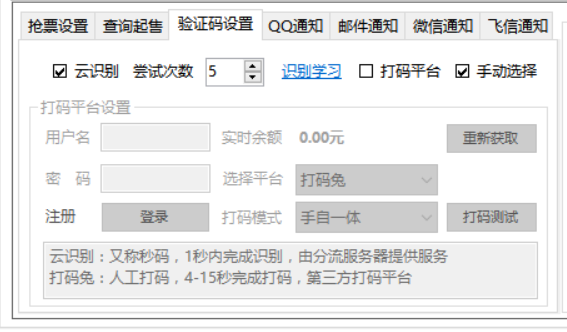 抢票设置 查询起售 验证码设置 QQ通知 邮件通知 微信通知 飞信通知
云识别 尝试次数 5 识别学习 打码平台 手动选择
打码平台设置
用户名 实时余额 0.00元 重新获取
密 码 选择平台 打码兔
注册 登录 打码模式 手自一体 打码测试
云识别：又称秒码，1秒内完成识别，由分流服务器提供服务
打码兔：人工打码，4-15秒完成打码，第三方打码平台